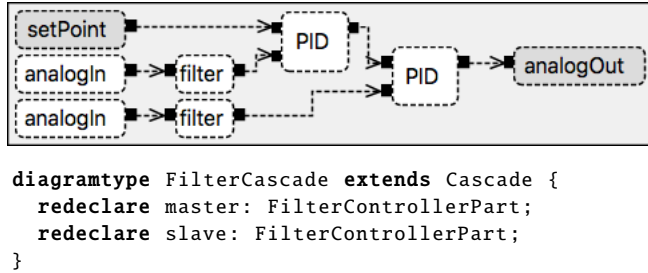 setPoint
PID
analogIn
filter
PID
analogOut
analogIn
filter
diagramtype FilterCascade extends Cascade {
  redeclare master: FilterControllerPart;
  redeclare slave: FilterControllerPart;
}